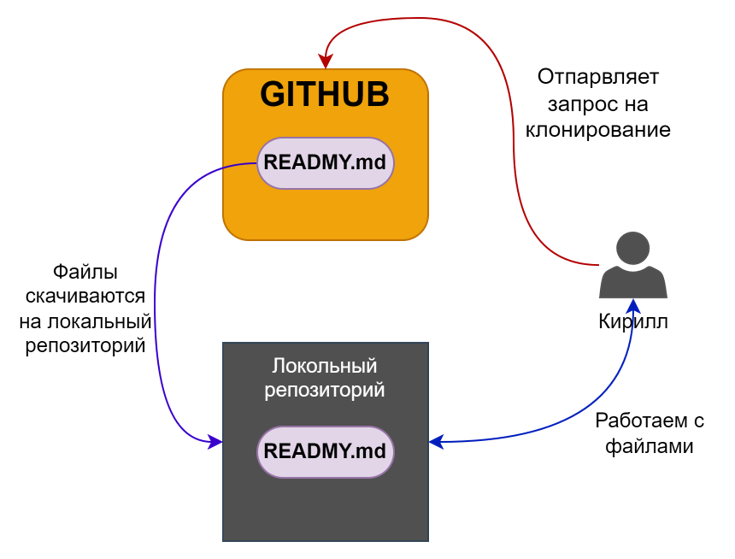 GITHUB
READMY.md
Отпарвляет
запрос на
клонирование
Файлы
скачиваются
на локальный
репозиторий
Кирилл
Локольный
репозиторий
READMY.md
Работаем с
файлами